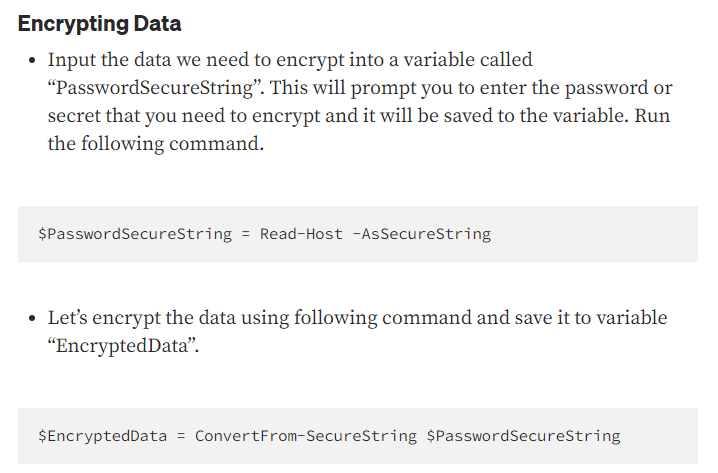 Encrypting Data
• Input the data we need to encrypt into a variable called
“PasswordSecureString”. This will prompt you to enter the password or
secret that you need to encrypt and it will be saved to the variable. Run
the following command.
$PasswordSecureString = Read-Host -AsSecureString
• Let’s encrypt the data using following command and save it to variable
“EncryptedData”.
$EncryptedData = ConvertFrom-SecureString $PasswordSecureString